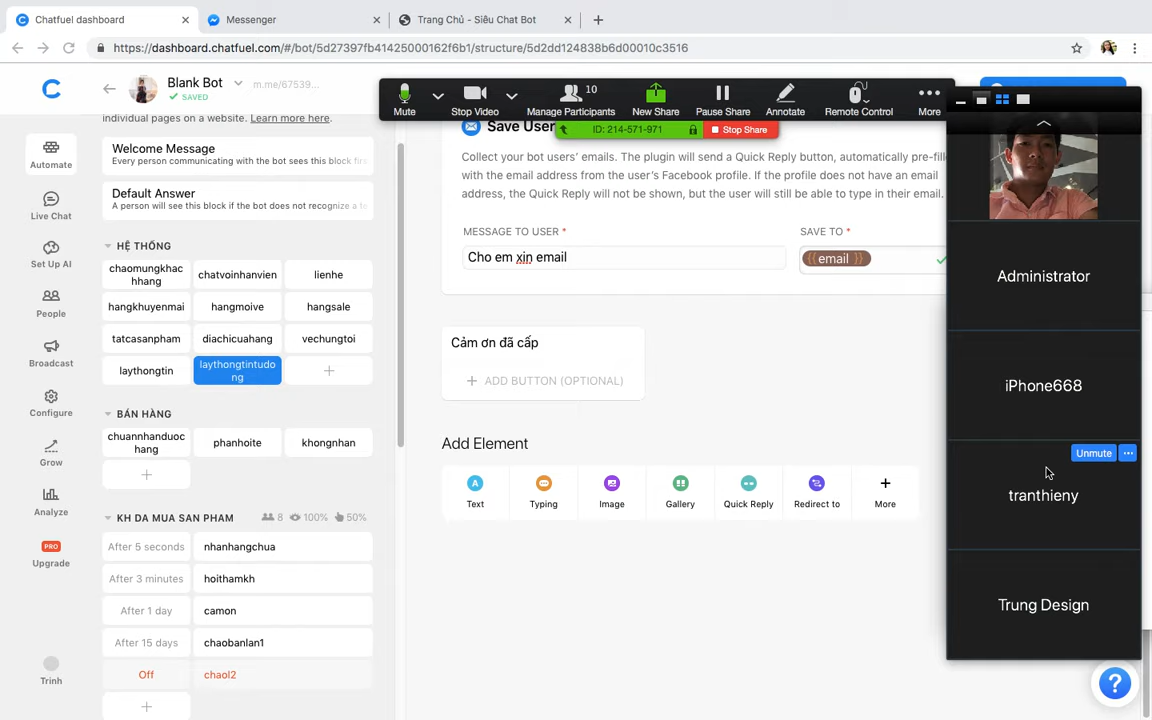 Chatfuel dashboard
Messenger
Trang Chủ - Siêu Chat Bot
https://dashboard.chatfuel.com/#/bot/5d27397fb41425000162f6b1/structure/5d2dd124838b6d00010c3516
Blank Bot
m.me/67539...
SAVED
Mute
Stop Video
10
Manage Participants
New Share
Pause Share
Annotate
Remote Control
More
ID: 214-571-971
Stop Share
individual pages on a website. Learn more here.
Automate
Live Chat
Set Up AI
People
Broadcast
Configure
Grow
Analyze
PRO
Upgrade
Trinh
Welcome Message
Every person communicating with the bot sees this block
Default Answer
A person will see this block if the bot does not recognize a
HỆ THỐNG
chaomungkhac
hhang
chatvoinhanvien
lienhe
hangkhuyenmai
hangmoive
hangsale
tatcasanpham
diachicuahang
vechungtoi
laythongtin
laythongtintudo
ng
BÁN HÀNG
chuannhanduoc
hang
phanhoite
khongnhan
KH DA MUA SAN PHAM
8
100%
50%
After 5 seconds
nhanhangchua
After 3 minutes
hoithamkh
After 1 day
camon
After 15 days
chaobanlan1
Off
chaol2
Save User
Collect your bot users' emails. The plugin will send a Quick Reply button, automatically pre-fill
with the email address from the user's Facebook profile. If the profile does not have an email
address, the Quick Reply will not be shown, but the user will still be able to type in their email.
MESSAGE TO USER *
SAVE TO *
Cho em xin email
{{ email }}
Cảm ơn đã cấp
ADD BUTTON (OPTIONAL)
Add Element
Text
Typing
Image
Gallery
Quick Reply
Redirect to
More
Administrator
iPhone668
Unmute
tranthieny
Trung Design